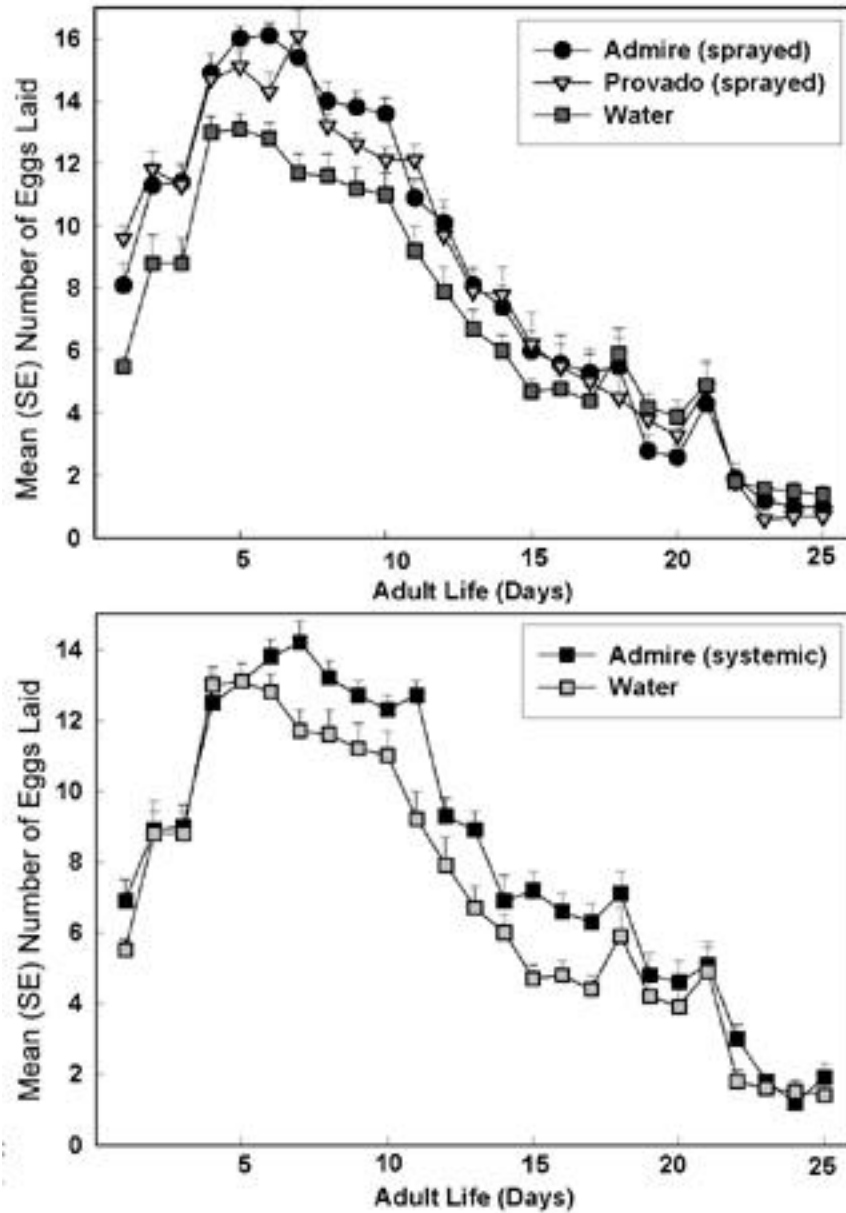 Mean (SE) Number of Eggs Laid
16
14
12
10
8
6
4
2
0
Admire (sprayed)
Provado (sprayed)
Water
5 10 15 20 25
Adult Life (Days)
Mean (SE) Number of Eggs Laid
14
12
10
8
6
4
2
0
Admire (systemic)
Water
5 10 15 20 25
Adult Life (Days)